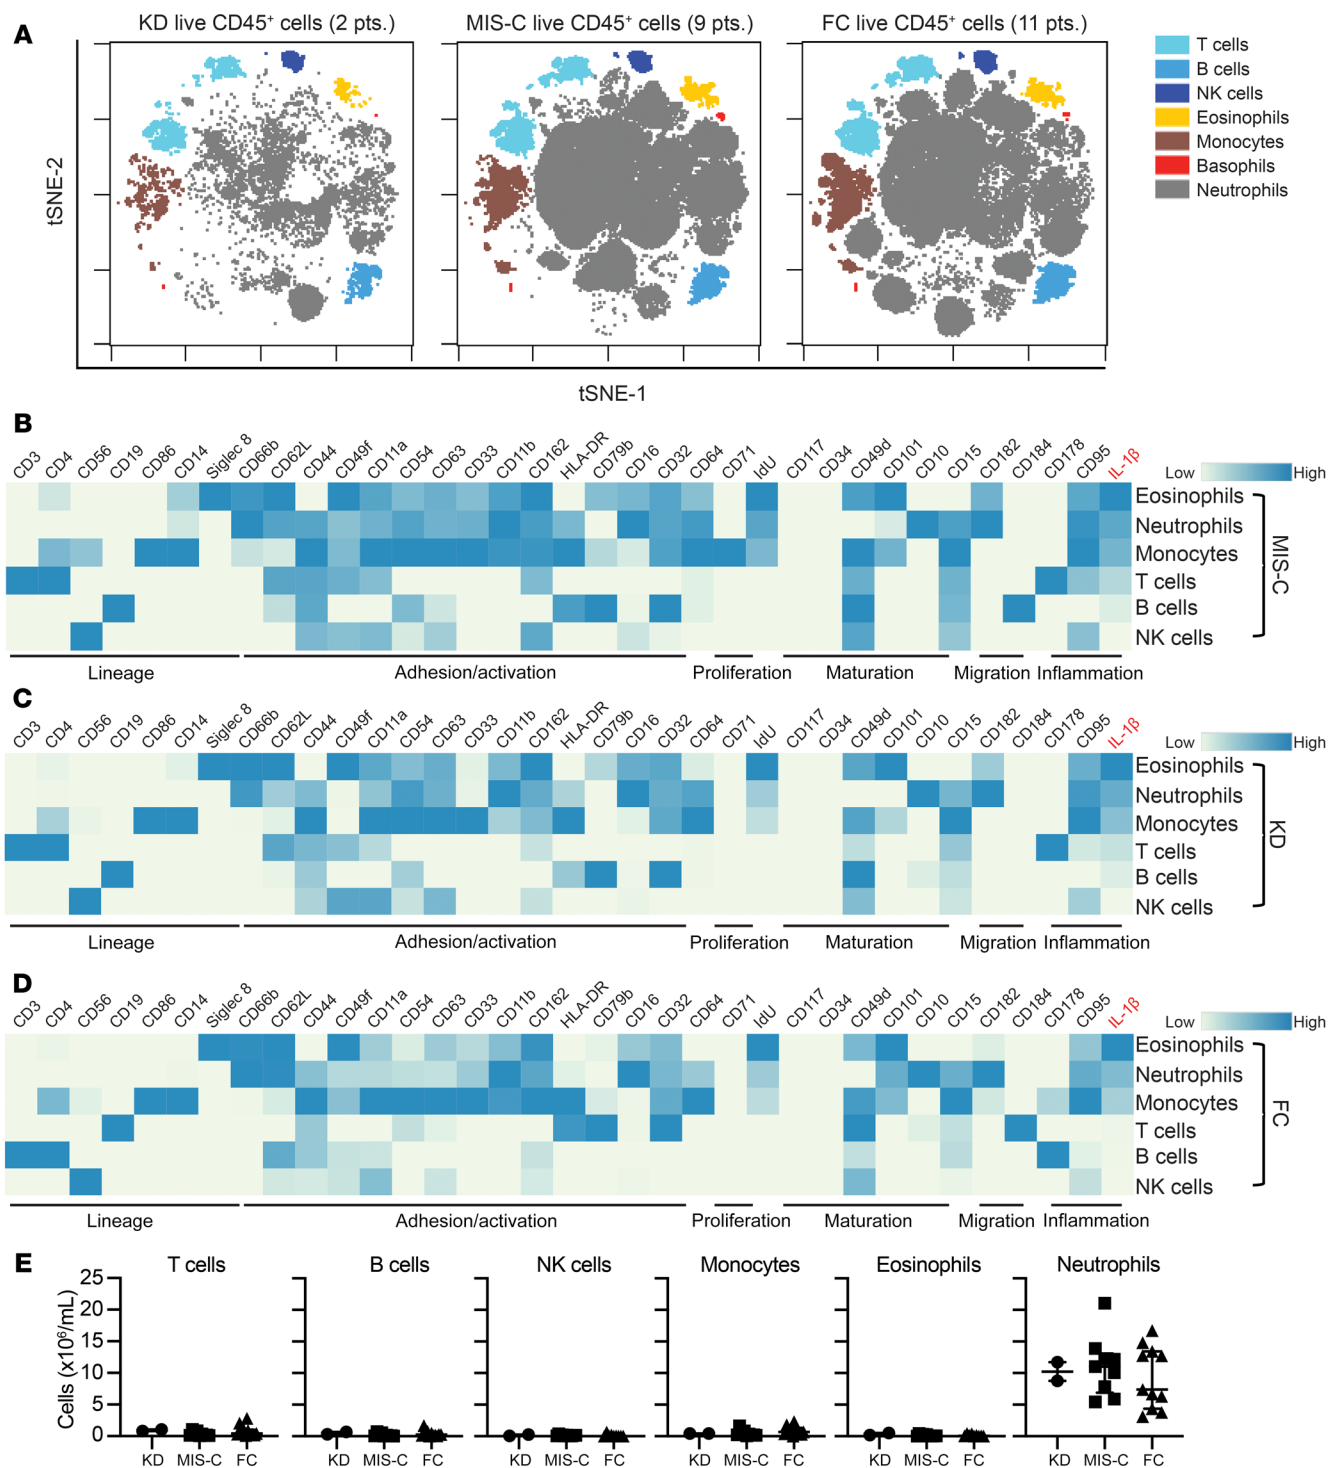 A
KD live CD45+ cells (2 pts.)
MIS-C live CD45+ cells (9 pts.)
FC live CD45+ cells (11 pts.)
T cells
B cells
NK cells
Eosinophils
Monocytes
Basophils
Neutrophils
tSNE-2
tSNE-1
B
CD3 CD4 CD56 CD19 CD86 CD14 Siglec 8 CD66b CD62L CD44 CD49f CD11a CD54 CD63 CD33 CD11b CD162 HLA-DR CD79b CD16 CD32 CD64 CD71 IdU CD117 CD34 CD49d CD101 CD10 CD15 CD182 CD184 CD178 CD95 IL-1β
Low High
Eosinophils
Neutrophils
Monocytes
T cells
B cells
NK cells
MIS-C
Lineage Adhesion/activation Proliferation Maturation Migration Inflammation
C
CD3 CD4 CD56 CD19 CD86 CD14 Siglec 8 CD66b CD62L CD44 CD49f CD11a CD54 CD63 CD33 CD11b CD162 HLA-DR CD79b CD16 CD32 CD64 CD71 IdU CD117 CD34 CD49d CD101 CD10 CD15 CD182 CD184 CD178 CD95 IL-1β
Low High
Eosinophils
Neutrophils
Monocytes
T cells
B cells
NK cells
KD
Lineage Adhesion/activation Proliferation Maturation Migration Inflammation
D
CD3 CD4 CD56 CD19 CD86 CD14 Siglec 8 CD66b CD62L CD44 CD49f CD11a CD54 CD63 CD33 CD11b CD162 HLA-DR CD79b CD16 CD32 CD64 CD71 IdU CD117 CD34 CD49d CD101 CD10 CD15 CD182 CD184 CD178 CD95 IL-1β
Low High
Eosinophils
Neutrophils
Monocytes
T cells
B cells
NK cells
FC
Lineage Adhesion/activation Proliferation Maturation Migration Inflammation
E
T cells B cells NK cells Monocytes Eosinophils Neutrophils
Cells (x10⁶/mL)
25
20
15
10
5
0
KD MIS-C FC KD MIS-C FC KD MIS-C FC KD MIS-C FC KD MIS-C FC KD MIS-C FC